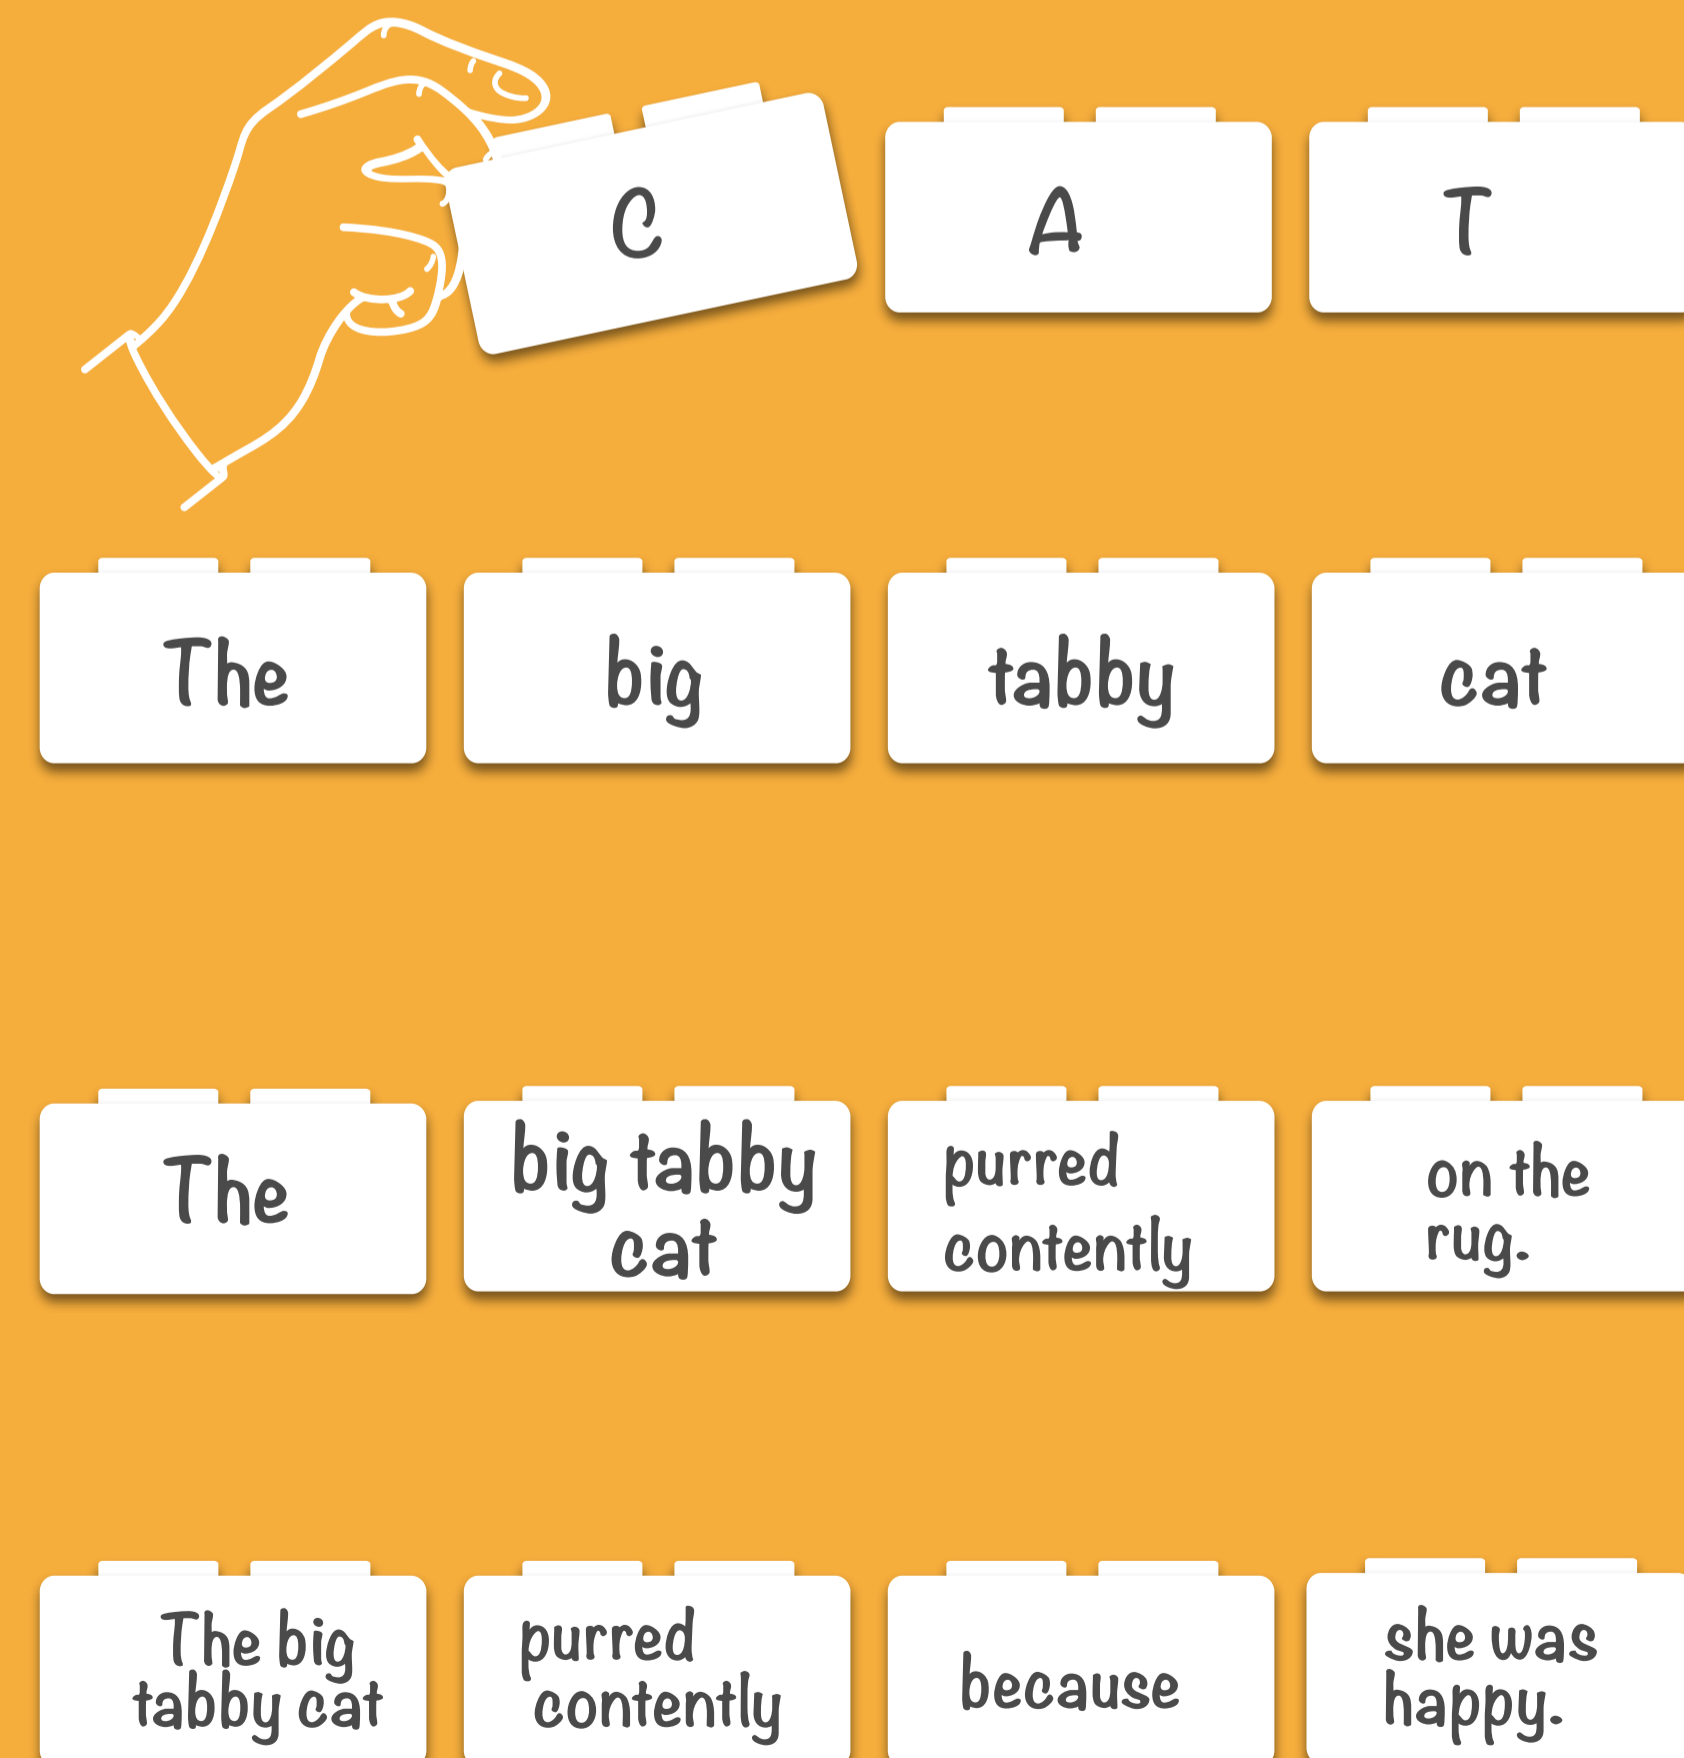 C
A
T
The
big
tabby
cat
The
big tabby
cat
purred
contently
on the
rug.
The big
tabby cat
purred
contently
because
she was
happy.